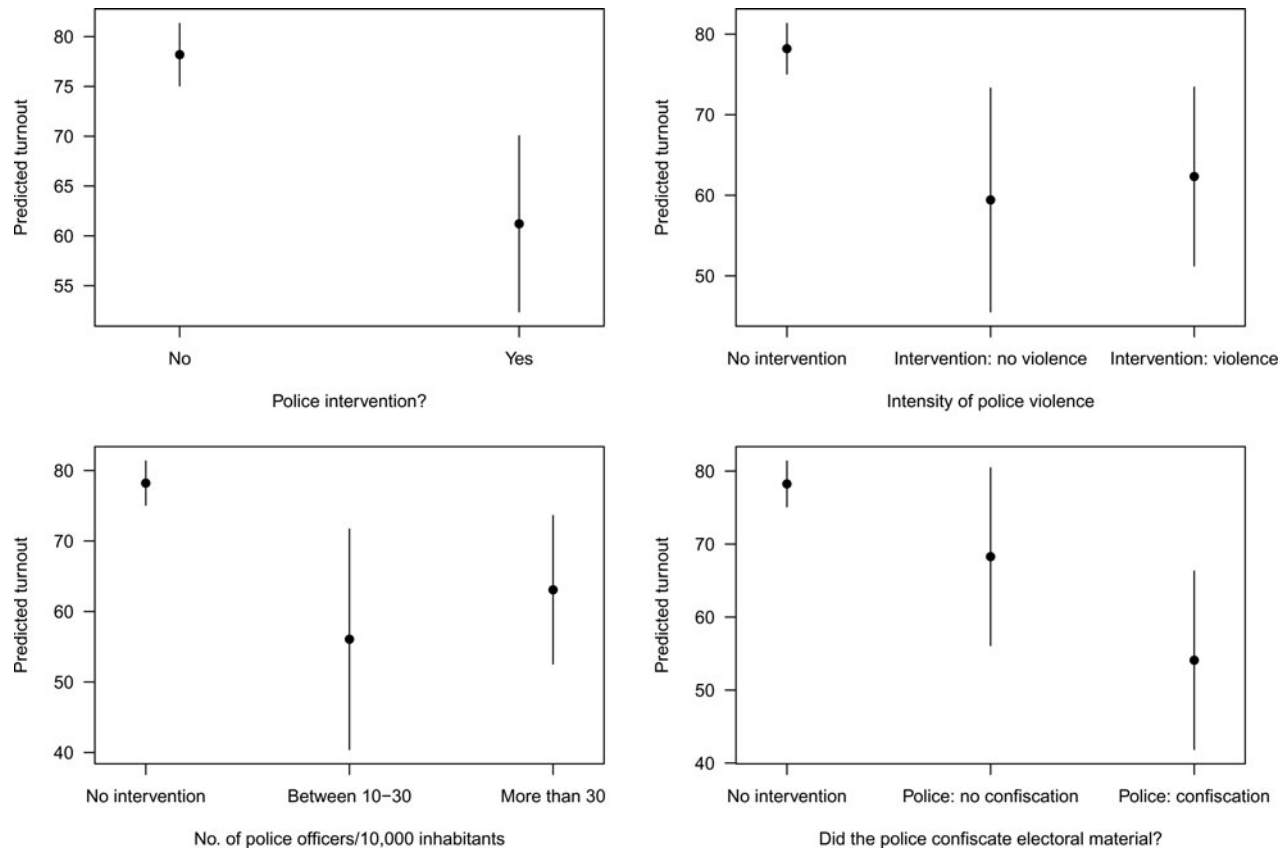 Predicted turnout
80
75
70
65
60
55
No
Yes
Police intervention?
Predicted turnout
80
70
60
50
No intervention
Intervention: no violence
Intervention: violence
Intensity of police violence
Predicted turnout
80
70
60
50
40
No intervention
Between 10−30
More than 30
No. of police officers/10,000 inhabitants
Predicted turnout
80
70
60
50
40
No intervention
Police: no confiscation
Police: confiscation
Did the police confiscate electoral material?